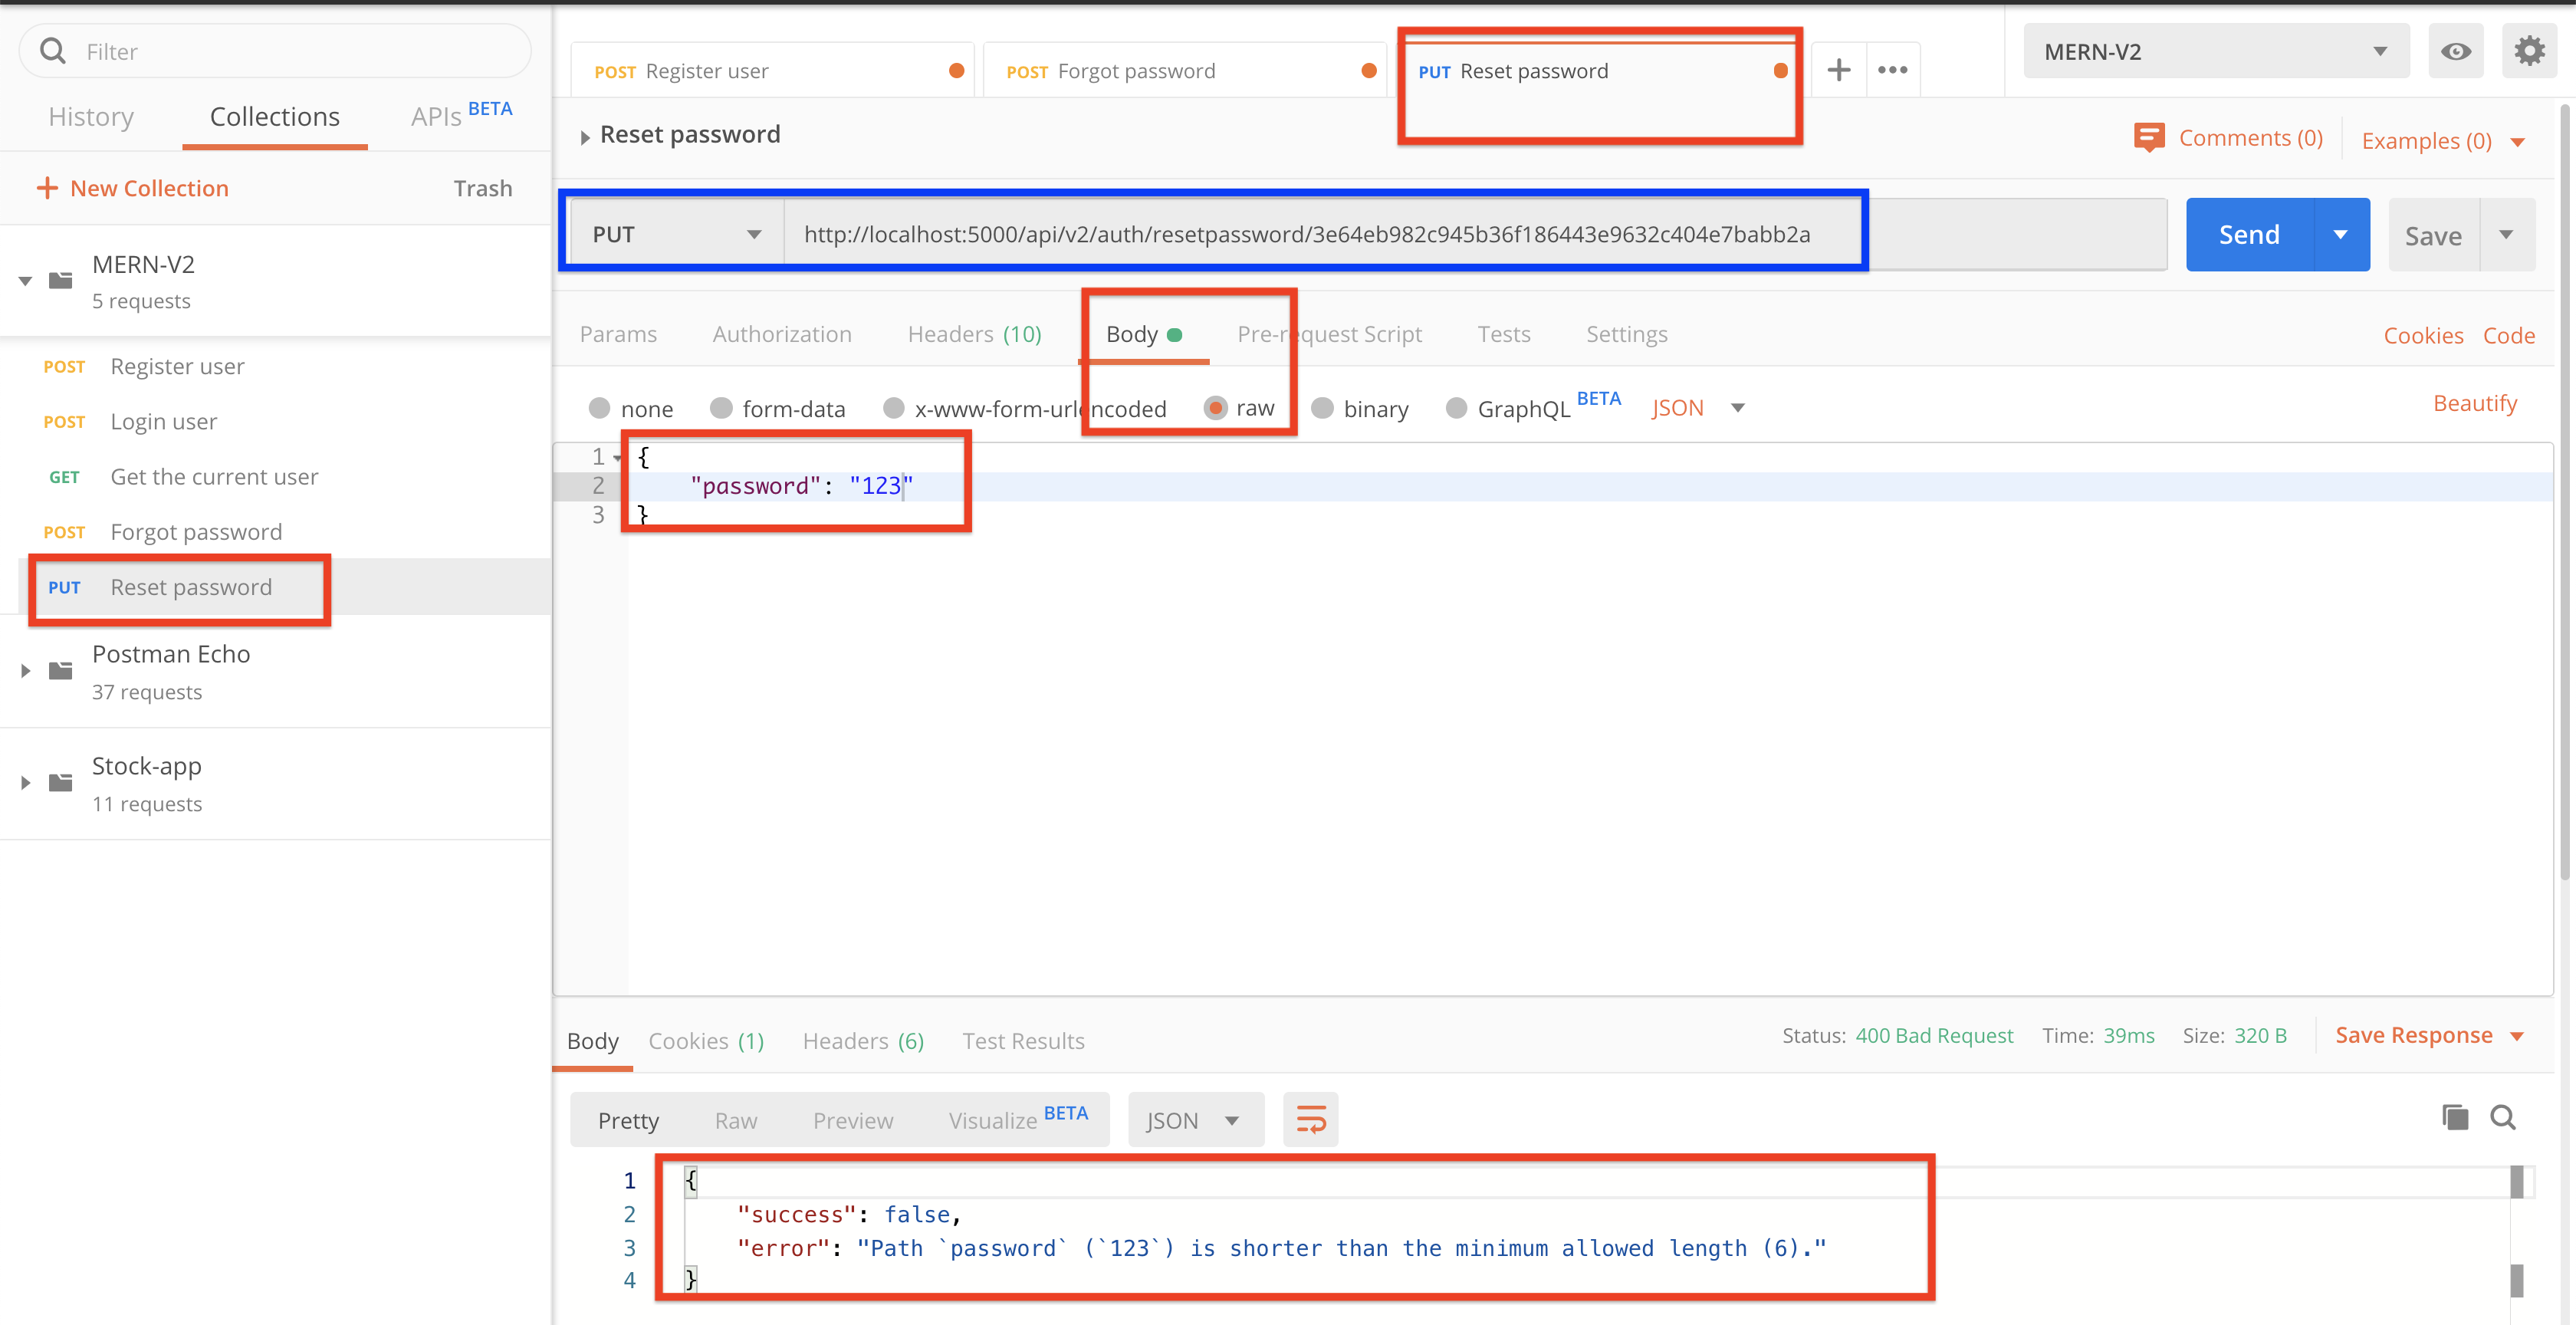 Filter
History Collections APIs BETA
+ New Collection Trash
MERN-V2
5 requests
POST Register user
POST Login user
GET Get the current user
POST Forgot password
PUT Reset password
Postman Echo
37 requests
Stock-app
11 requests
POST Register user POST Forgot password PUT Reset password + ••• MERN-V2
Reset password Comments (0) Examples (0)
PUT http://localhost:5000/api/v2/auth/resetpassword/3e64eb982c945b36f186443e9632c404e7babb2a Send Save
Params Authorization Headers (10) Body Pre-request Script Tests Settings Cookies Code
none form-data x-www-form-urlencoded raw binary GraphQL BETA JSON Beautify
1 {
2 "password": "123"
3 }
Body Cookies (1) Headers (6) Test Results Status: 400 Bad Request Time: 39ms Size: 320 B Save Response
Pretty Raw Preview Visualize BETA JSON
1 {
2 "success": false,
3 "error": "Path `password` (`123`) is shorter than the minimum allowed length (6)."
4 }